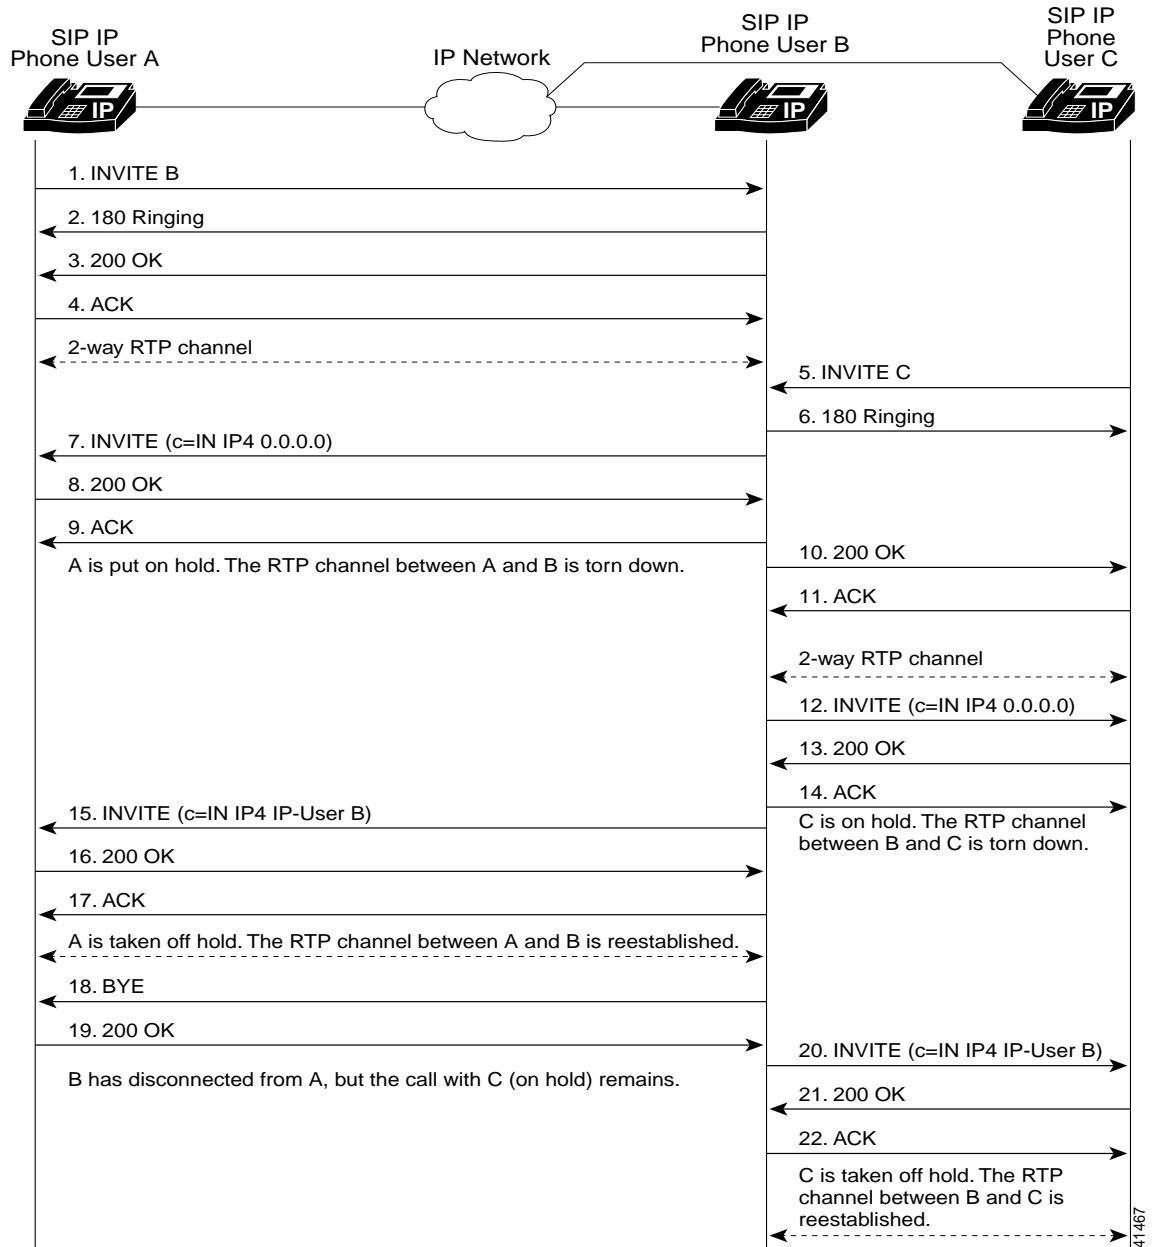 SIP IP
Phone User A
IP Network
SIP IP
Phone User B
SIP IP
Phone
User C
IP
IP
IP
1. INVITE B
2. 180 Ringing
3. 200 OK
4. ACK
2-way RTP channel
5. INVITE C
6. 180 Ringing
7. INVITE (c=IN IP4 0.0.0.0)
8. 200 OK
9. ACK
A is put on hold. The RTP channel between A and B is torn down.
10. 200 OK
11. ACK
2-way RTP channel
12. INVITE (c=IN IP4 0.0.0.0)
13. 200 OK
14. ACK
C is on hold. The RTP channel
between B and C is torn down.
15. INVITE (c=IN IP4 IP-User B)
16. 200 OK
17. ACK
A is taken off hold. The RTP channel between A and B is reestablished.
18. BYE
19. 200 OK
B has disconnected from A, but the call with C (on hold) remains.
20. INVITE (c=IN IP4 IP-User B)
21. 200 OK
22. ACK
C is taken off hold. The RTP
channel between B and C is
reestablished.
41467